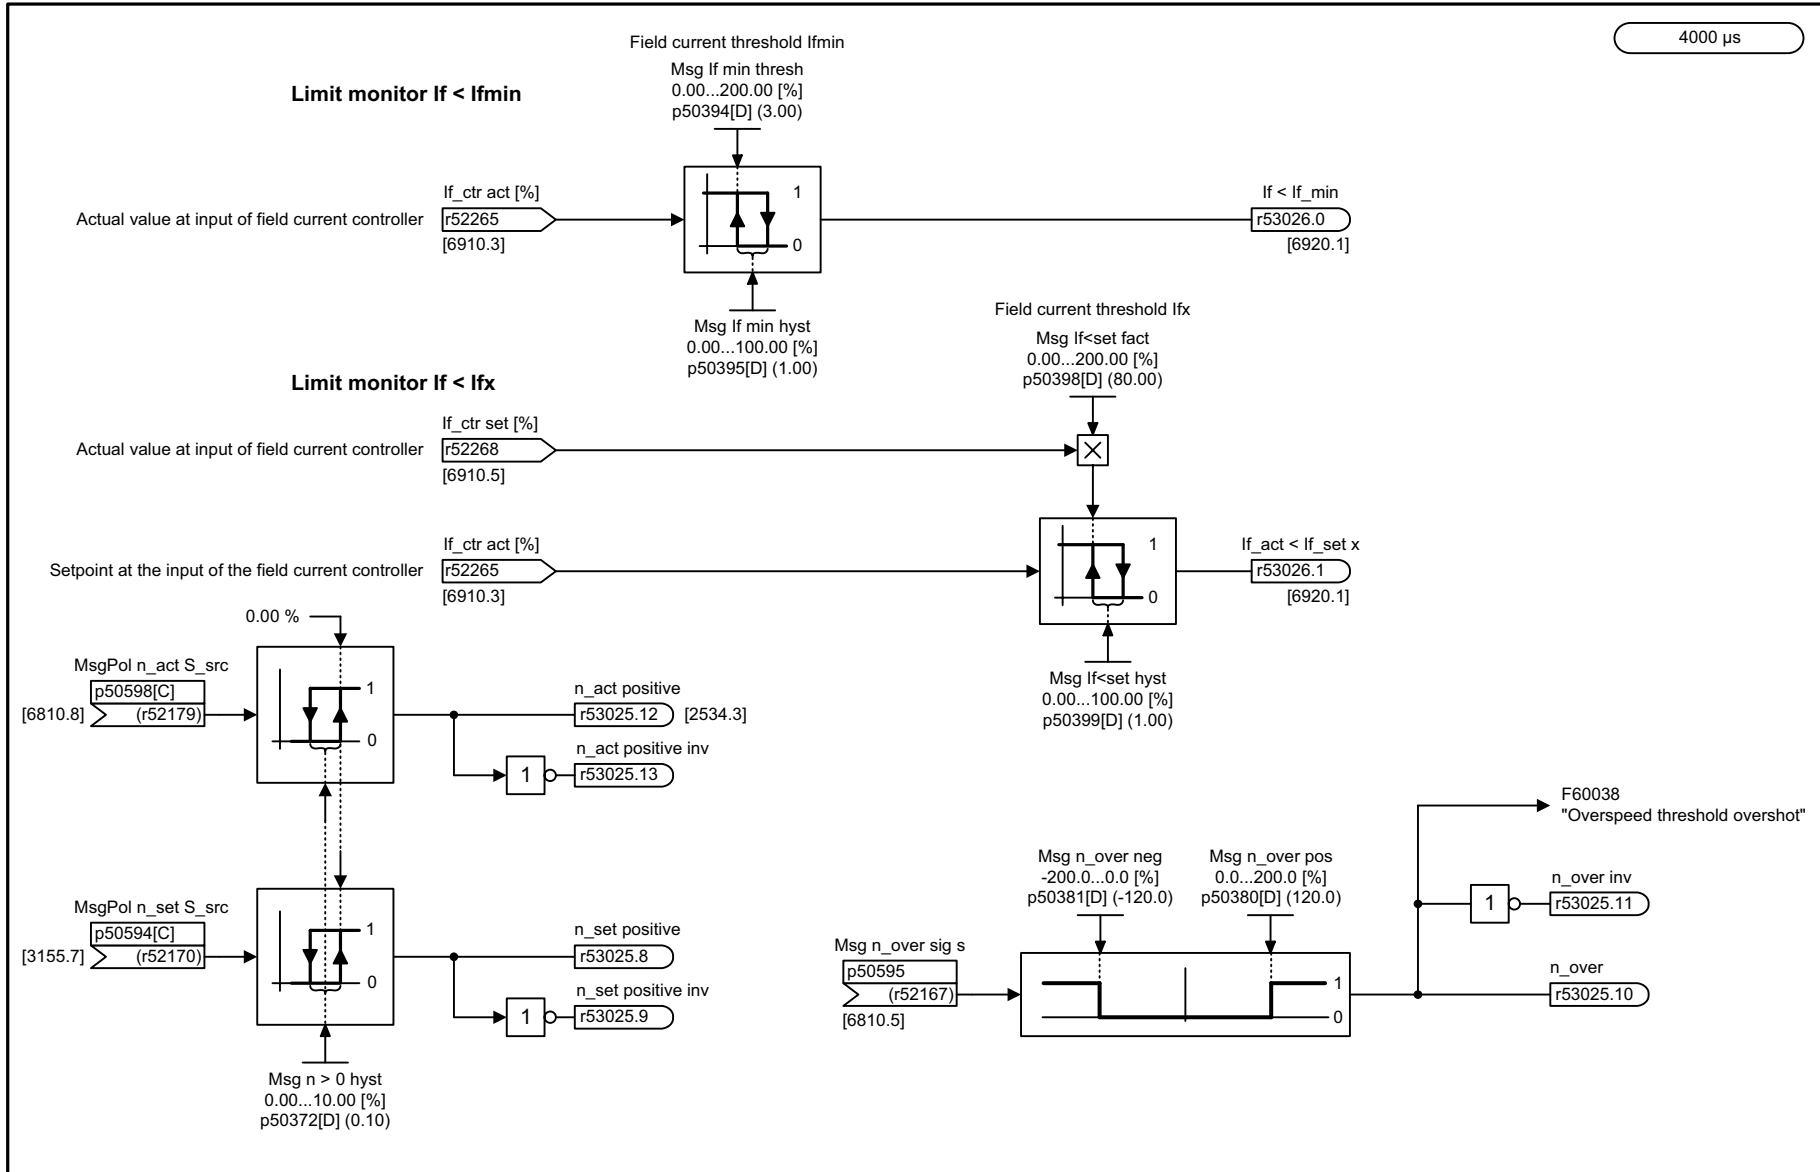 4000 µs
Field current threshold Ifmin
Msg If min thresh
0.00...200.00 [%]
p50394[D] (3.00)
Limit monitor If < Ifmin
If_ctr act [%]
Actual value at input of field current controller
r52265
[6910.3]
1
0
If < If_min
r53026.0
[6920.1]
Msg If min hyst
0.00...100.00 [%]
p50395[D] (1.00)
Field current threshold Ifx
Msg If<set fact
0.00...200.00 [%]
p50398[D] (80.00)
Limit monitor If < Ifx
If_ctr set [%]
Actual value at input of field current controller
r52268
[6910.5]
If_ctr act [%]
Setpoint at the input of the field current controller
r52265
[6910.3]
1
0
If_act < If_set x
r53026.1
[6920.1]
Msg If<set hyst
0.00...100.00 [%]
p50399[D] (1.00)
0.00 %
MsgPol n_act S_src
p50598[C]
[6810.8]
(r52179)
1
0
n_act positive
r53025.12
[2534.3]
n_act positive inv
1
r53025.13
MsgPol n_set S_src
p50594[C]
[3155.7]
(r52170)
1
0
n_set positive
r53025.8
n_set positive inv
1
r53025.9
Msg n > 0 hyst
0.00...10.00 [%]
p50372[D] (0.10)
F60038
"Overspeed threshold overshot"
Msg n_over neg
-200.0...0.0 [%]
p50381[D] (-120.0)
Msg n_over pos
0.0...200.0 [%]
p50380[D] (120.0)
n_over inv
1
r53025.11
Msg n_over sig s
p50595
(r52167)
[6810.5]
1
0
n_over
r53025.10